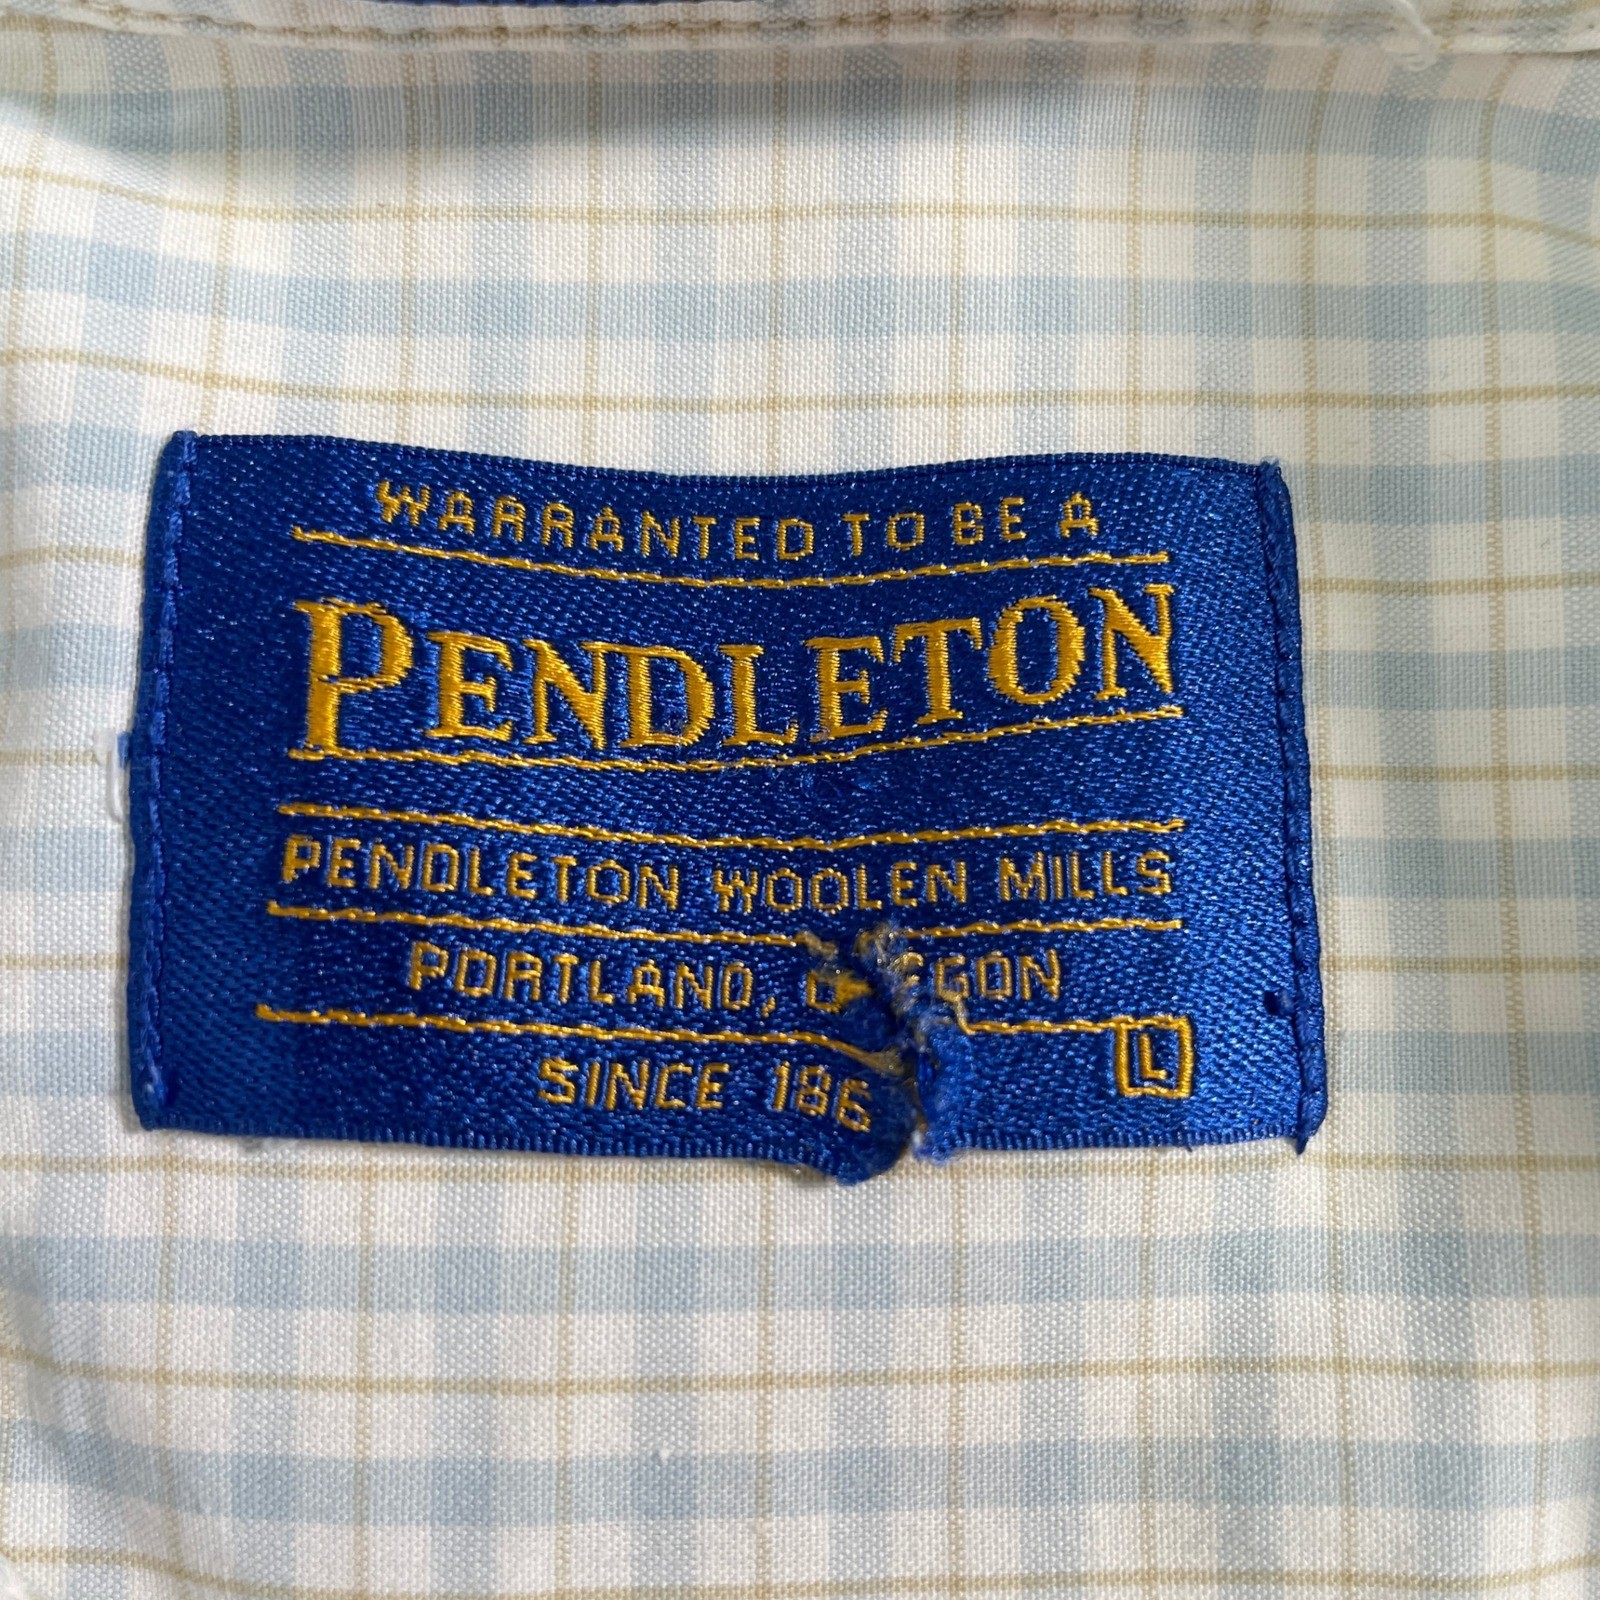 WARRANTED TO BE A
PENDLETON
PENDLETON WOOLEN MILLS
PORTLAND,
SINCE 186
L